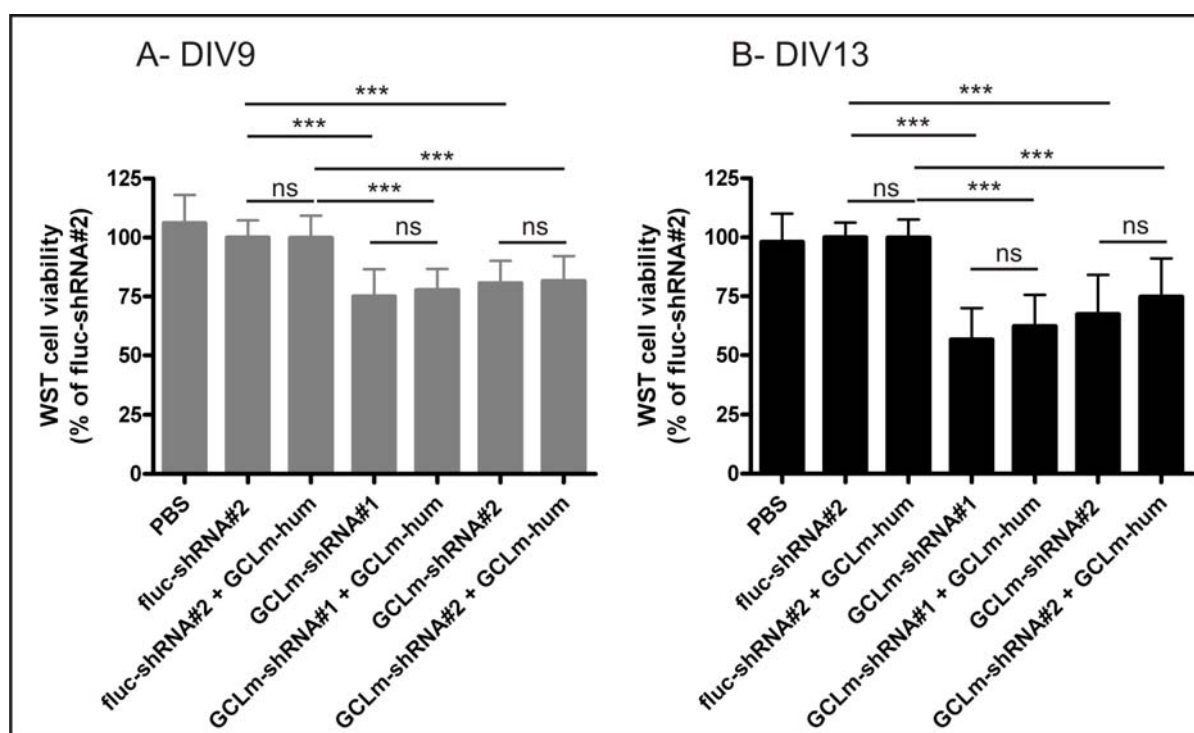 A- DIV9
***
***
***
ns
***
ns
ns
WST cell viability
(% of fluc-shRNA#2)
125
100
75
50
25
0
PBS
fluc-shRNA#2
fluc-shRNA#2 + GCLm-hum
GCLm-shRNA#1
GCLm-shRNA#1 + GCLm-hum
GCLm-shRNA#2
GCLm-shRNA#2 + GCLm-hum
B- DIV13
***
***
***
ns
***
ns
ns
WST cell viability
(% of fluc-shRNA#2)
125
100
75
50
25
0
PBS
fluc-shRNA#2
fluc-shRNA#2 + GCLm-hum
GCLm-shRNA#1
GCLm-shRNA#1 + GCLm-hum
GCLm-shRNA#2
GCLm-shRNA#2 + GCLm-hum